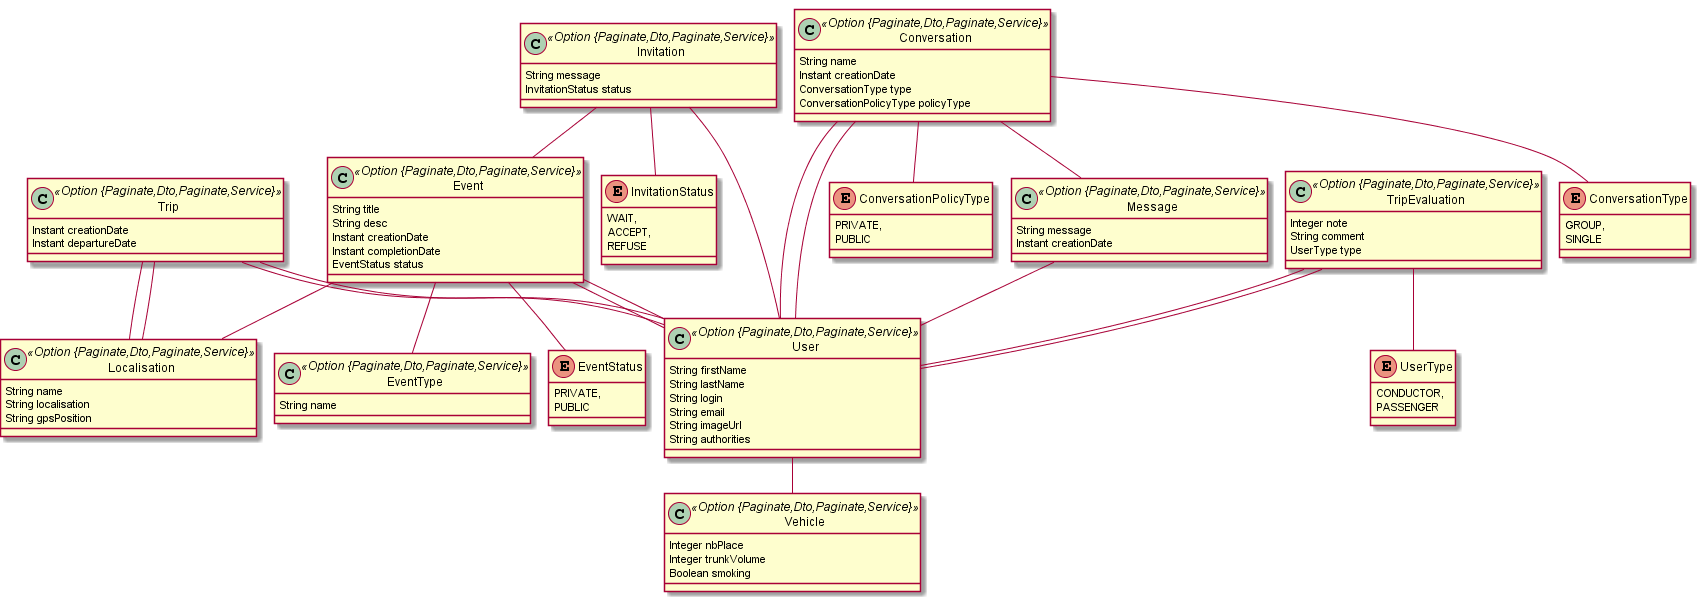 C «Option {Paginate,Dto,Paginate,Service}»
Invitation
String message
InvitationStatus status
C «Option {Paginate,Dto,Paginate,Service}»
Conversation
String name
Instant creationDate
ConversationType type
ConversationPolicyType policyType
C «Option {Paginate,Dto,Paginate,Service}»
Trip
Instant creationDate
Instant departureDate
C «Option {Paginate,Dto,Paginate,Service}»
Event
String title
String desc
Instant creationDate
Instant completionDate
EventStatus status
E InvitationStatus
WAIT,
ACCEPT,
REFUSE
E ConversationPolicyType
PRIVATE,
PUBLIC
C «Option {Paginate,Dto,Paginate,Service}»
Message
String message
Instant creationDate
C «Option {Paginate,Dto,Paginate,Service}»
TripEvaluation
Integer note
String comment
UserType type
E ConversationType
GROUP,
SINGLE
C «Option {Paginate,Dto,Paginate,Service}»
Localisation
String name
String localisation
String gpsPosition
C «Option {Paginate,Dto,Paginate,Service}»
EventType
String name
E EventStatus
PRIVATE,
PUBLIC
C «Option {Paginate,Dto,Paginate,Service}»
User
String firstName
String lastName
String login
String email
String imageUrl
String authorities
E UserType
CONDUCTOR,
PASSENGER
C «Option {Paginate,Dto,Paginate,Service}»
Vehicle
Integer nbPlace
Integer trunkVolume
Boolean smoking